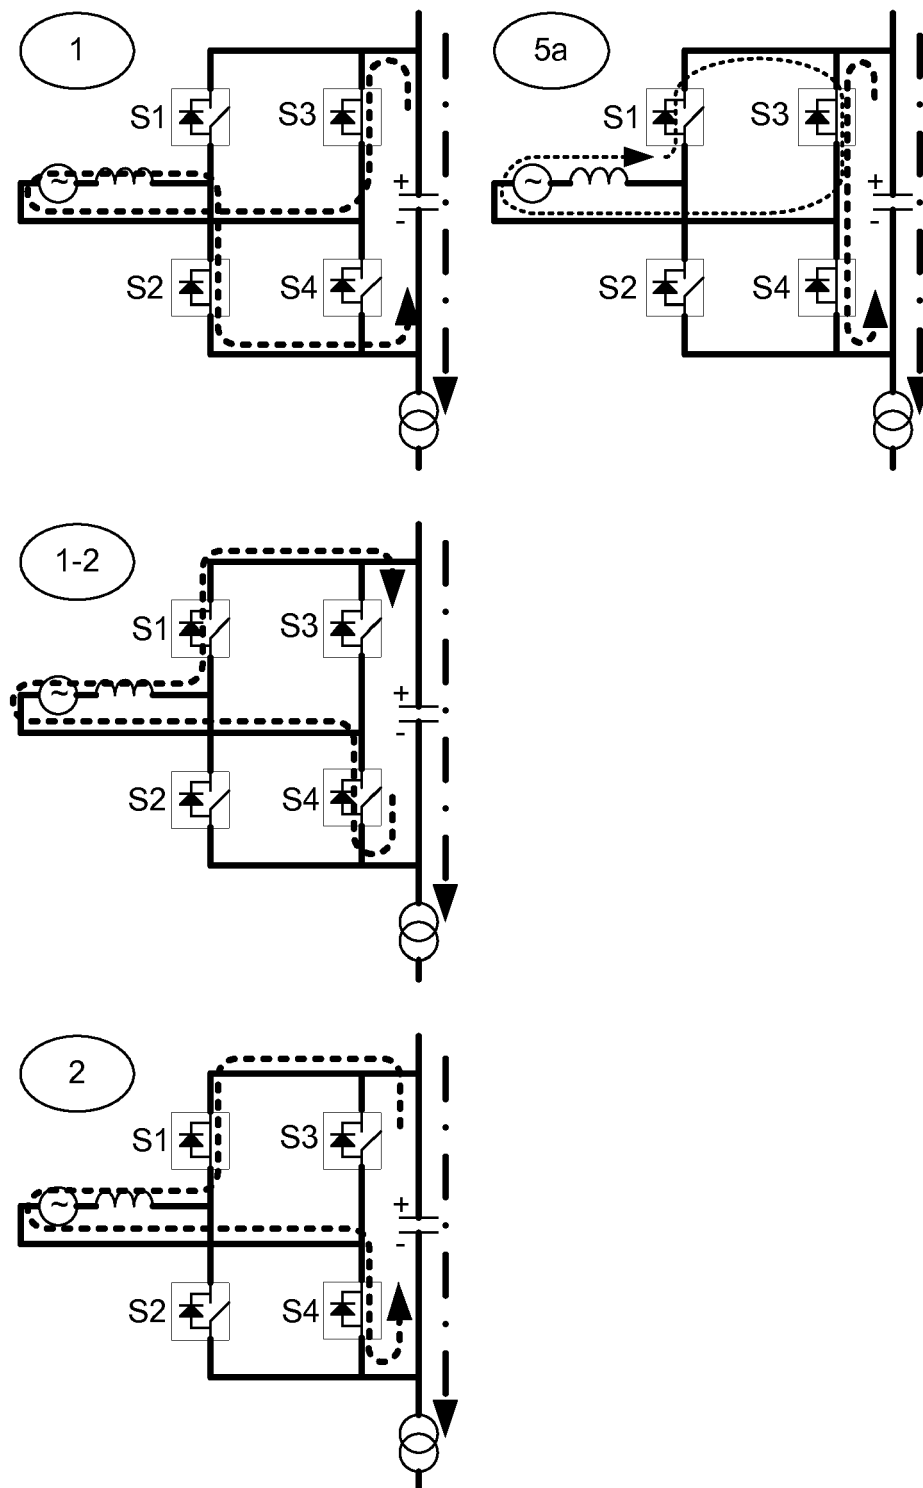 1
S1
S3
~
+
-
S2
S4
5a
S1
S3
~
+
-
S2
S4
1-2
S1
S3
~
+
-
S2
S4
2
S1
S3
~
+
-
S2
S4